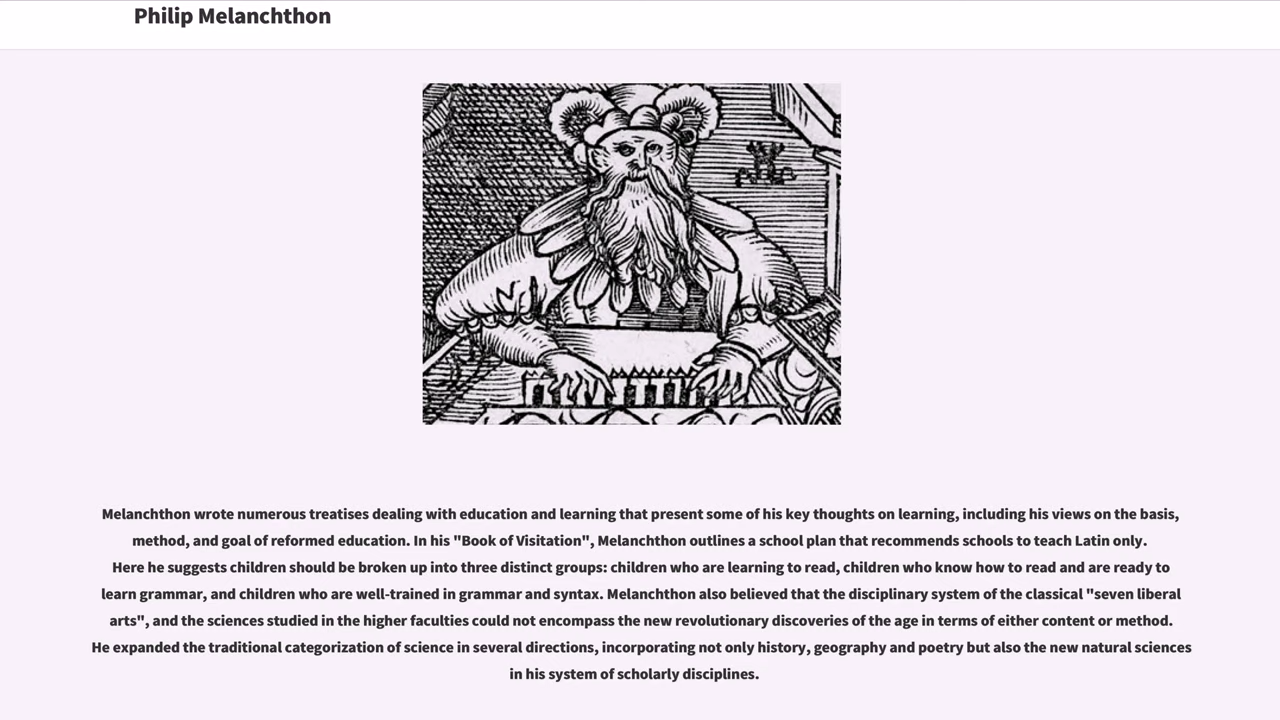 Philip Melanchthon
Melanchthon wrote numerous treatises dealing with education and learning that present some of his key thoughts on learning, including his views on the basis,
method, and goal of reformed education. In his "Book of Visitation", Melanchthon outlines a school plan that recommends schools to teach Latin only.
Here he suggests children should be broken up into three distinct groups: children who are learning to read, children who know how to read and are ready to
learn grammar, and children who are well-trained in grammar and syntax. Melanchthon also believed that the disciplinary system of the classical "seven liberal
arts", and the sciences studied in the higher faculties could not encompass the new revolutionary discoveries of the age in terms of either content or method.
He expanded the traditional categorization of science in several directions, incorporating not only history, geography and poetry but also the new natural sciences
in his system of scholarly disciplines.